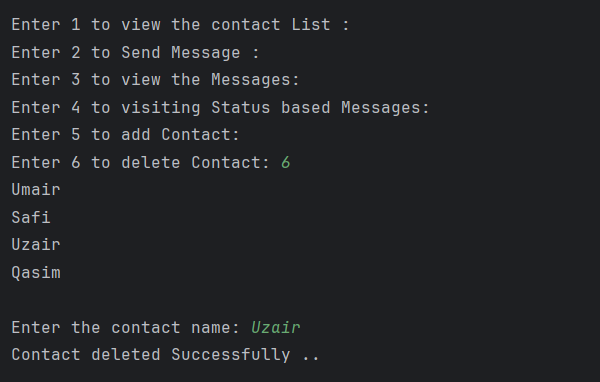 Enter 1 to view the contact List :
Enter 2 to Send Message :
Enter 3 to view the Messages:
Enter 4 to visiting Status based Messages:
Enter 5 to add Contact:
Enter 6 to delete Contact: 6
Umair
Safi
Uzair
Qasim
Enter the contact name: Uzair
Contact deleted Successfully ..